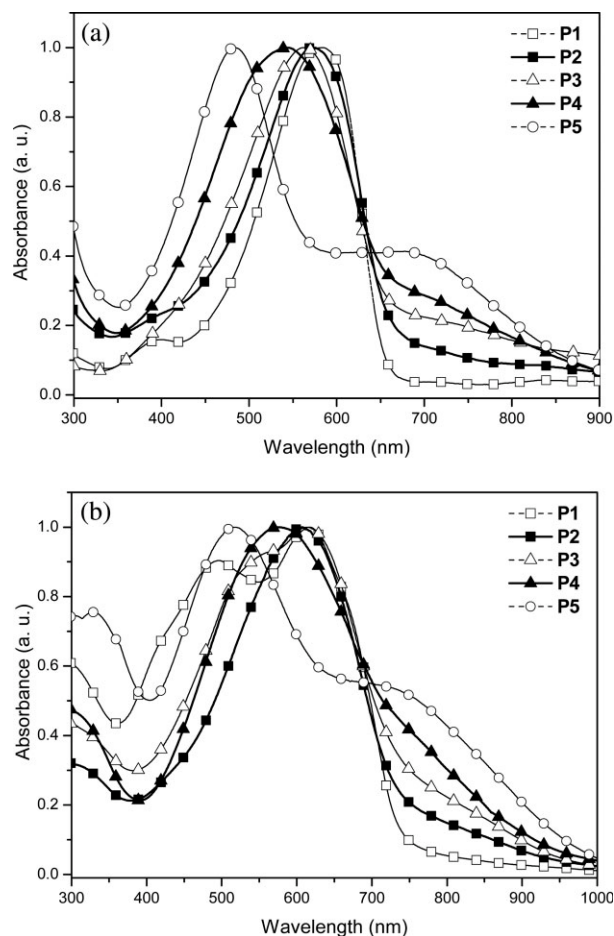 (a)
P1
P2
P3
P4
P5
Absorbance (a. u.)
1.0
0.8
0.6
0.4
0.2
0.0
300 400 500 600 700 800 900
Wavelength (nm)
(b)
P1
P2
P3
P4
P5
Absorbance (a. u.)
1.0
0.8
0.6
0.4
0.2
0.0
300 400 500 600 700 800 900 1000
Wavelength (nm)